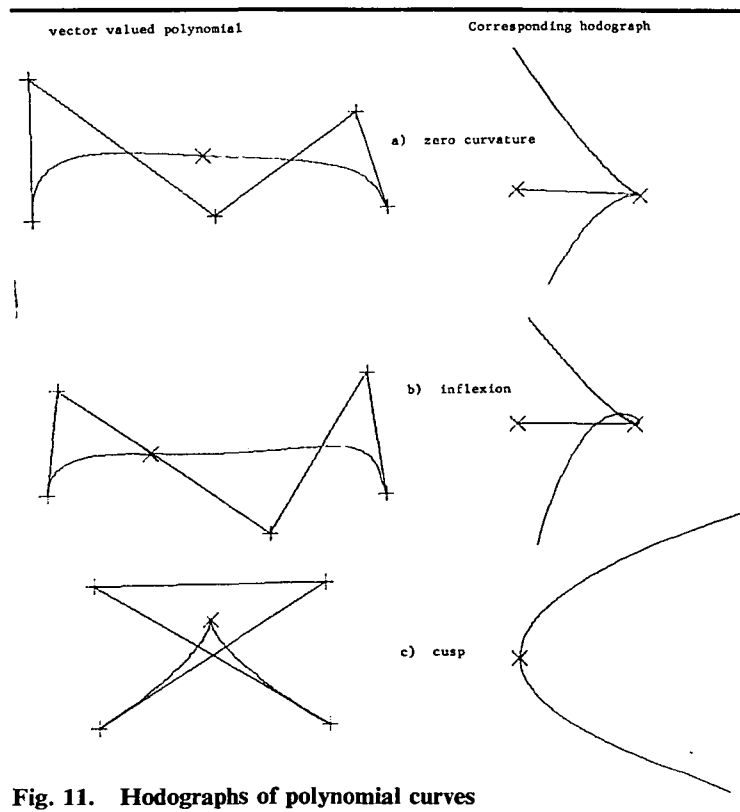 vector valued polynomial
Corresponding hodograph
a) zero curvature
b) inflexion
c) cusp
Fig. 11. Hodographs of polynomial curves